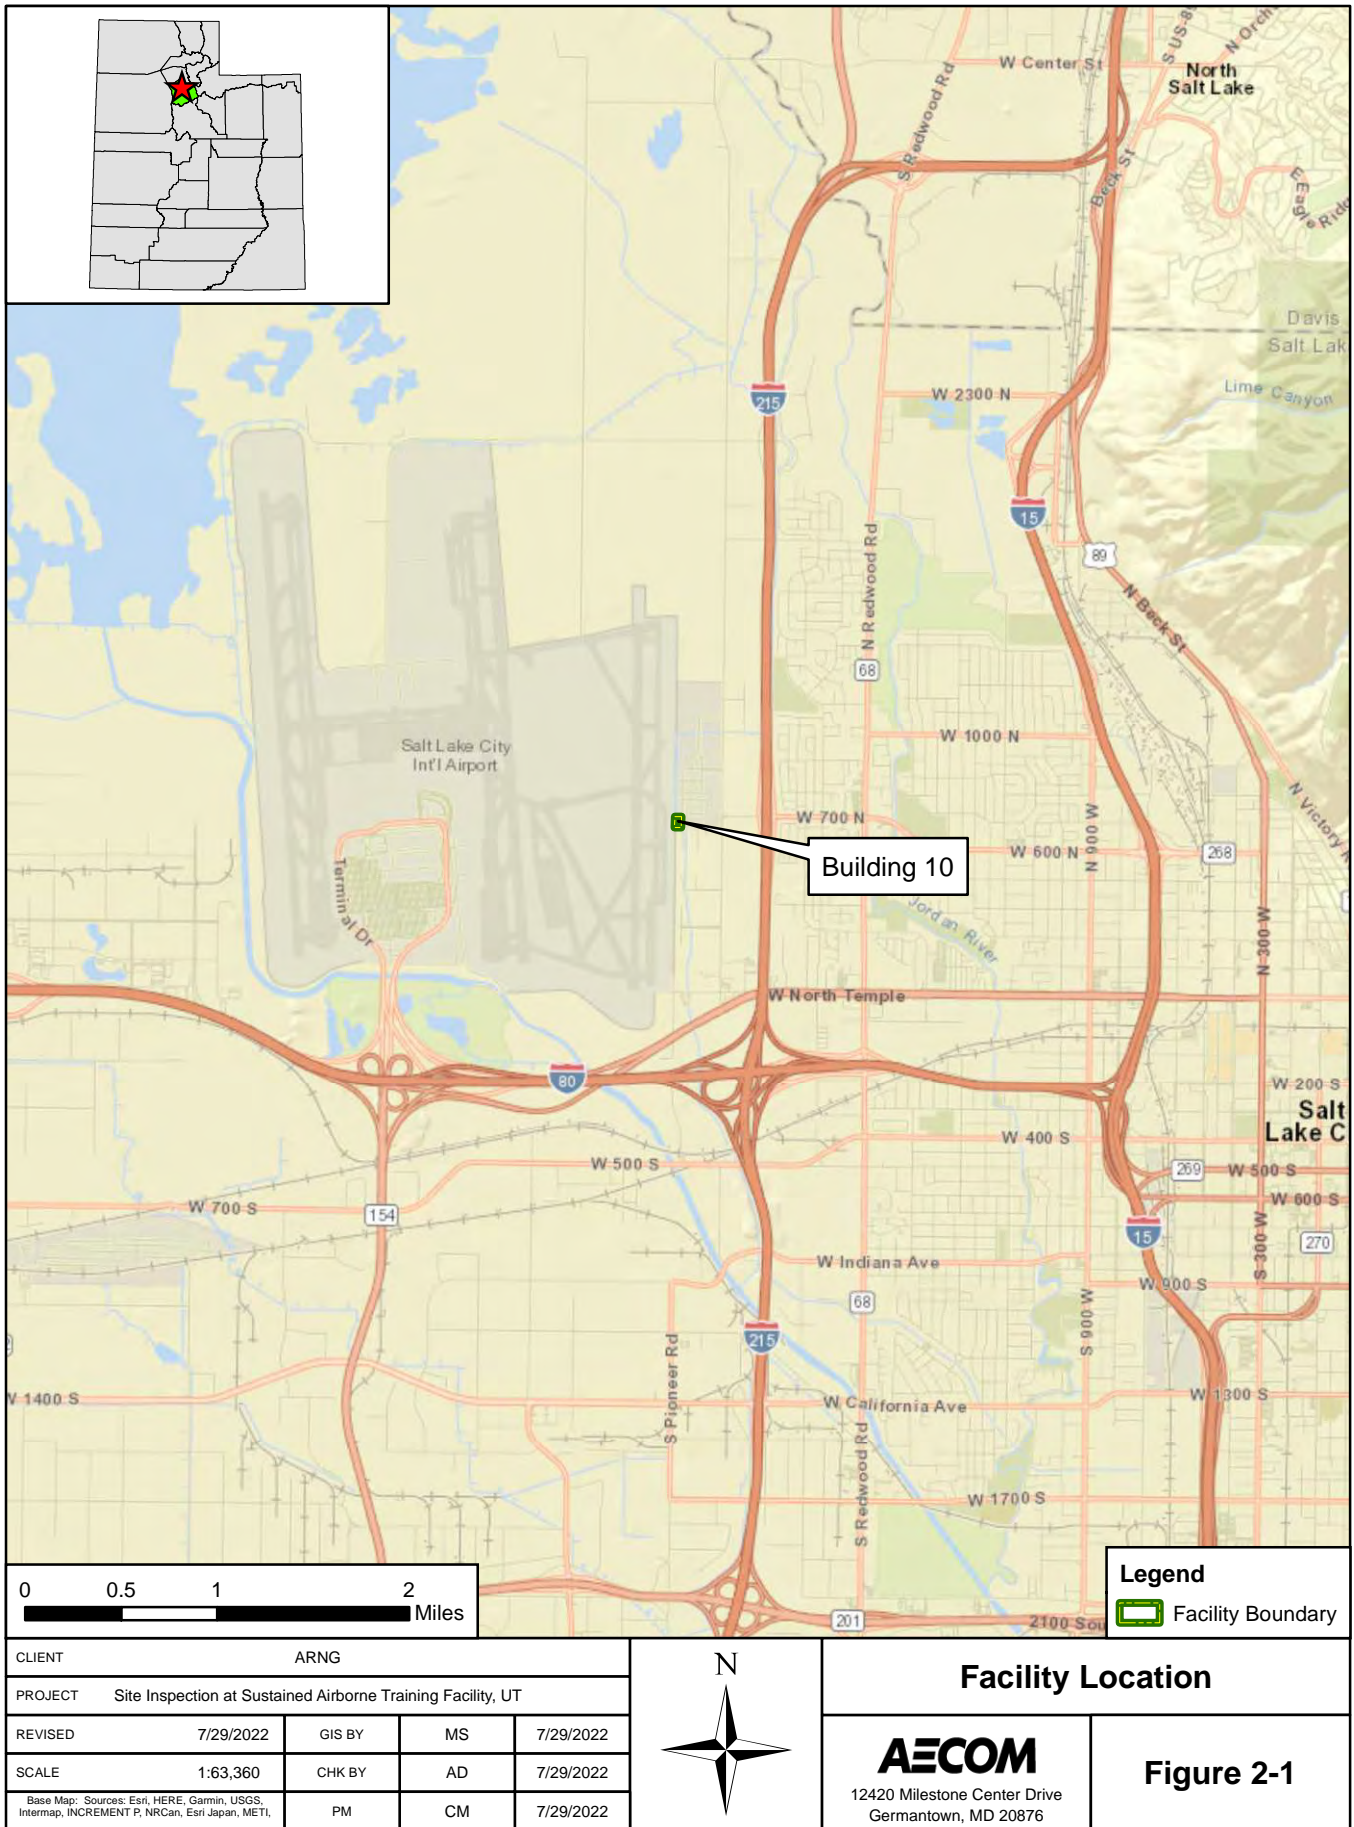 W Center St
S US-89
N Orch
North
Salt Lake
S Redwood Rd
Beck St
E Eagle Ridg
Davis
Salt Lak
215
W 2300 N
Lime Canyon
15
89
N Redwood Rd
N Beck St
68
Salt Lake City
Int'l Airport
W 1000 N
N Victory R
W 700 N
N 900 W
W 600 N
268
Building 10
Terminal Dr
Jordan River
N 300 W
W North Temple
80
W 200 S
Salt
Lake C
W 400 S
W 500 S
269
W 500 S
W 700 S
154
W 600 S
15
270
S 300 W
W Indiana Ave
W 900 S
68
215
S Pioneer Rd
S 900 W
W 1400 S
W California Ave
W 1300 S
S Redwood Rd
W 1700 S
201
2100 Sou
0 0.5 1 2
Miles
Legend
Facility Boundary
CLIENT ARNG
PROJECT Site Inspection at Sustained Airborne Training Facility, UT
REVISED 7/29/2022 GIS BY MS 7/29/2022
SCALE 1:63,360 CHK BY AD 7/29/2022
Base Map: Sources: Esri, HERE, Garmin, USGS,
Intermap, INCREMENT P, NRCan, Esri Japan, METI,
PM CM 7/29/2022
N
Facility Location
AECOM
12420 Milestone Center Drive
Germantown, MD 20876
Figure 2-1